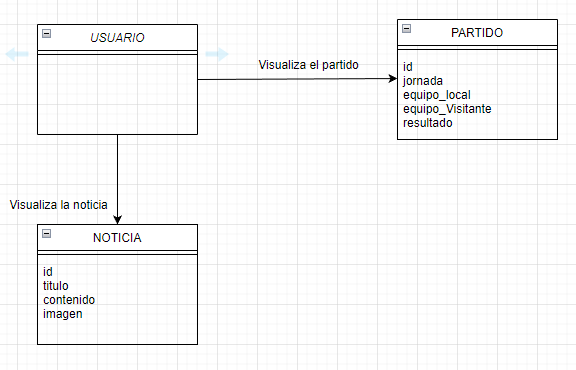 USUARIO
PARTIDO
Visualiza el partido
id
jornada
equipo_local
equipo_Visitante
resultado
Visualiza la noticia
NOTICIA
id
titulo
contenido
imagen